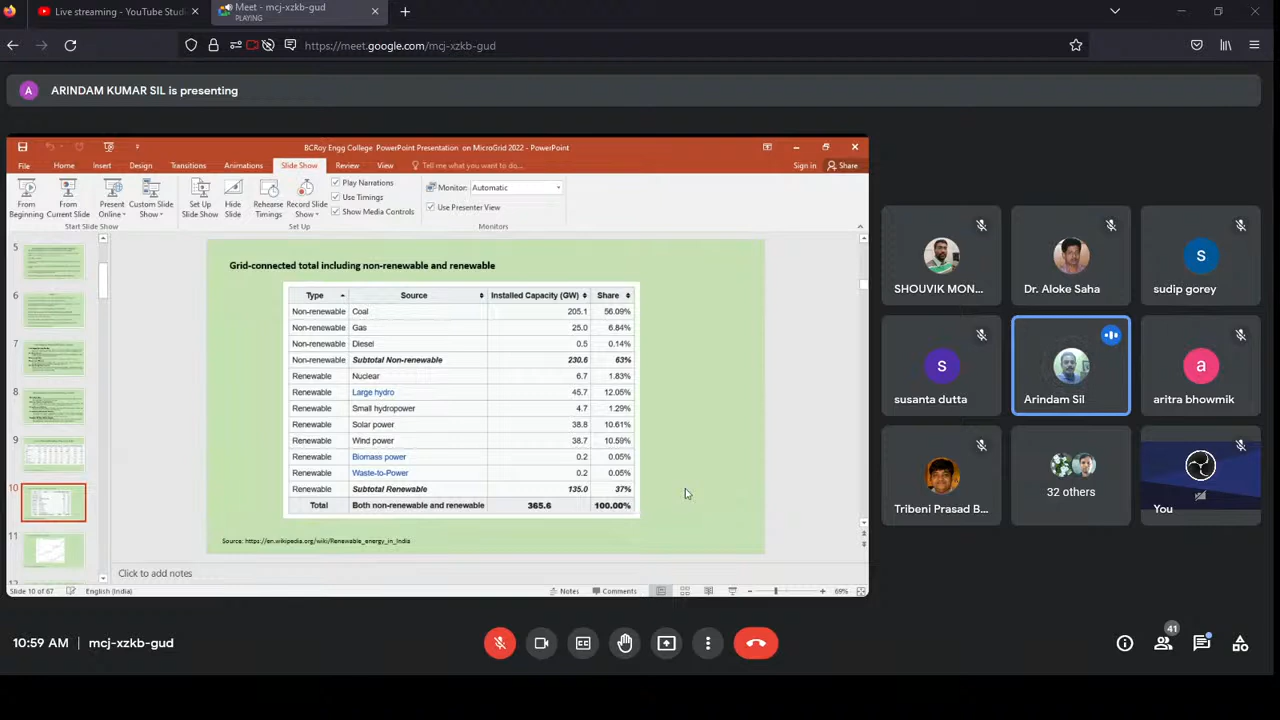 Live streaming - YouTube Studi
Meet - mcj-xzkb-gud
PLAYING
https://meet.google.com/mcj-xzkb-gud
A
ARINDAM KUMAR SIL is presenting
BCRoy Engg College PowerPoint Presentation on MicroGrid 2022 - PowerPoint
File Home Insert Design Transitions Animations Slide Show Review View Tell me what you want to do... Sign in Share
From Beginning
From Current Slide
Present Online
Custom Slide Show
Set Up Slide Show
Hide Slide
Rehearse Timings
Record Slide Show
Play Narrations
Use Timings
Show Media Controls
Monitor: Automatic
Use Presenter View
Start Slide Show Set Up Monitors
5
6
7
8
9
10
11
Grid-connected total including non-renewable and renewable
Type Source Installed Capacity (GW) Share
Non-renewable Coal 205.1 56.09%
Non-renewable Gas 25.0 6.84%
Non-renewable Diesel 0.5 0.14%
Non-renewable Subtotal Non-renewable 230.6 63%
Renewable Nuclear 6.7 1.83%
Renewable Large hydro 45.7 12.05%
Renewable Small hydropower 4.7 1.29%
Renewable Solar power 38.8 10.61%
Renewable Wind power 38.7 10.59%
Renewable Biomass power 0.2 0.05%
Renewable Waste-to-Power 0.2 0.05%
Renewable Subtotal Renewable 135.0 37%
Total Both non-renewable and renewable 365.6 100.00%
Source: https://en.wikipedia.org/wiki/Renewable_energy_in_India
Click to add notes
Slide 10 of 67 English (India) Notes Comments 69%
SHOUVIK MON...
Dr. Aloke Saha
s
sudip gorey
s
susanta dutta
Arindam Sil
a
aritra bhowmik
Tribeni Prasad B...
32 others
You
10:59 AM mcj-xzkb-gud
41